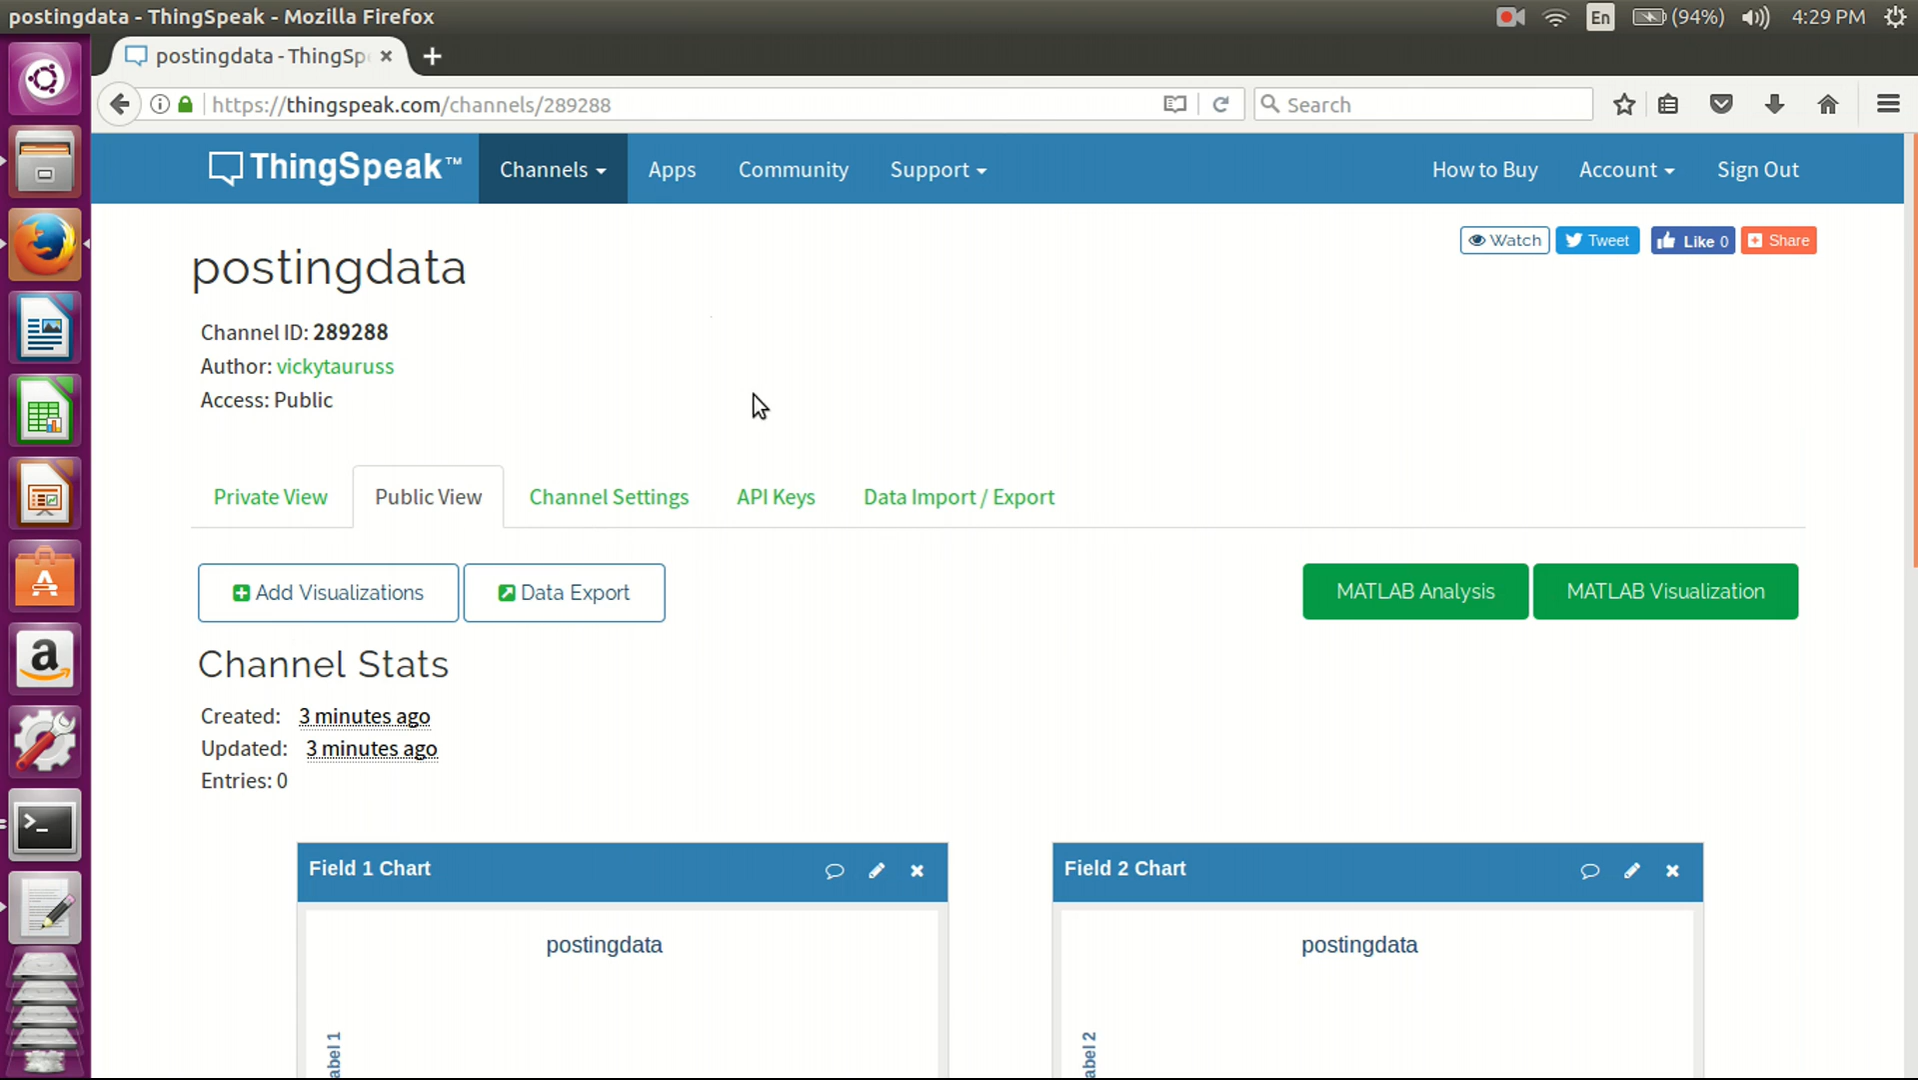 postingdata - ThingSpeak - Mozilla Firefox
En (94%) 4:29 PM
postingdata - ThingSp
https://thingspeak.com/channels/289288
Search
ThingSpeak™ Channels Apps Community Support How to Buy Account Sign Out
postingdata
Watch Tweet Like 0 Share
Channel ID: 289288
Author: vickytauruss
Access: Public
Private View Public View Channel Settings API Keys Data Import / Export
Add Visualizations Data Export MATLAB Analysis MATLAB Visualization
Channel Stats
Created: 3 minutes ago
Updated: 3 minutes ago
Entries: 0
Field 1 Chart Field 2 Chart
postingdata postingdata
abel 1 abel 2